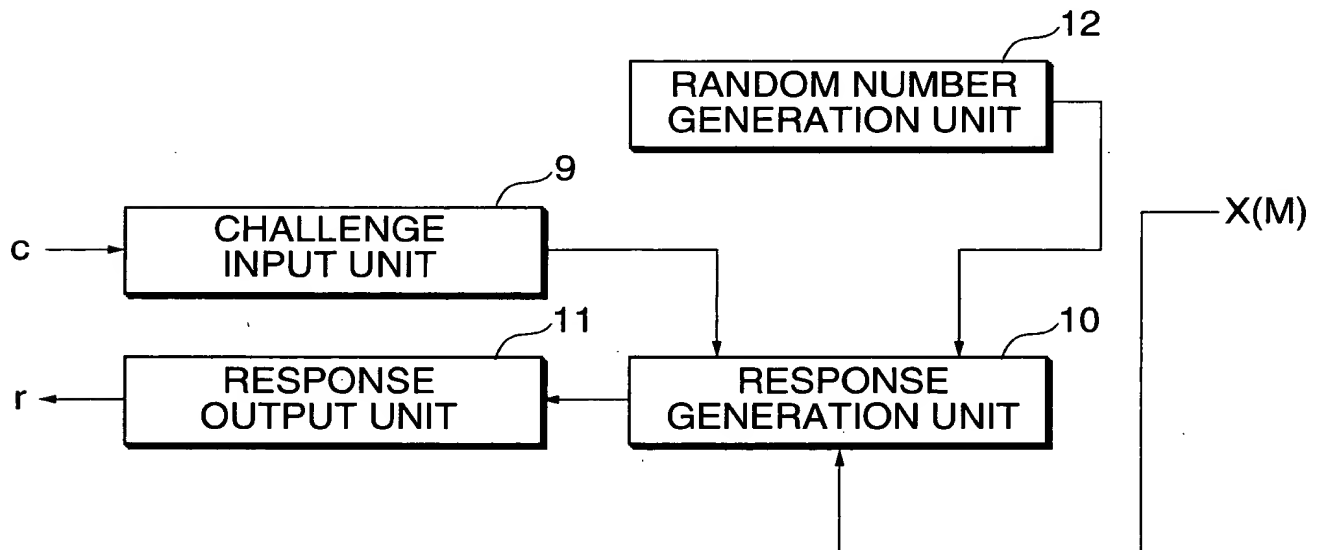 12
RANDOM NUMBER
GENERATION UNIT
9
c
CHALLENGE
INPUT UNIT
X(M)
11
r
RESPONSE
OUTPUT UNIT
10
RESPONSE
GENERATION UNIT